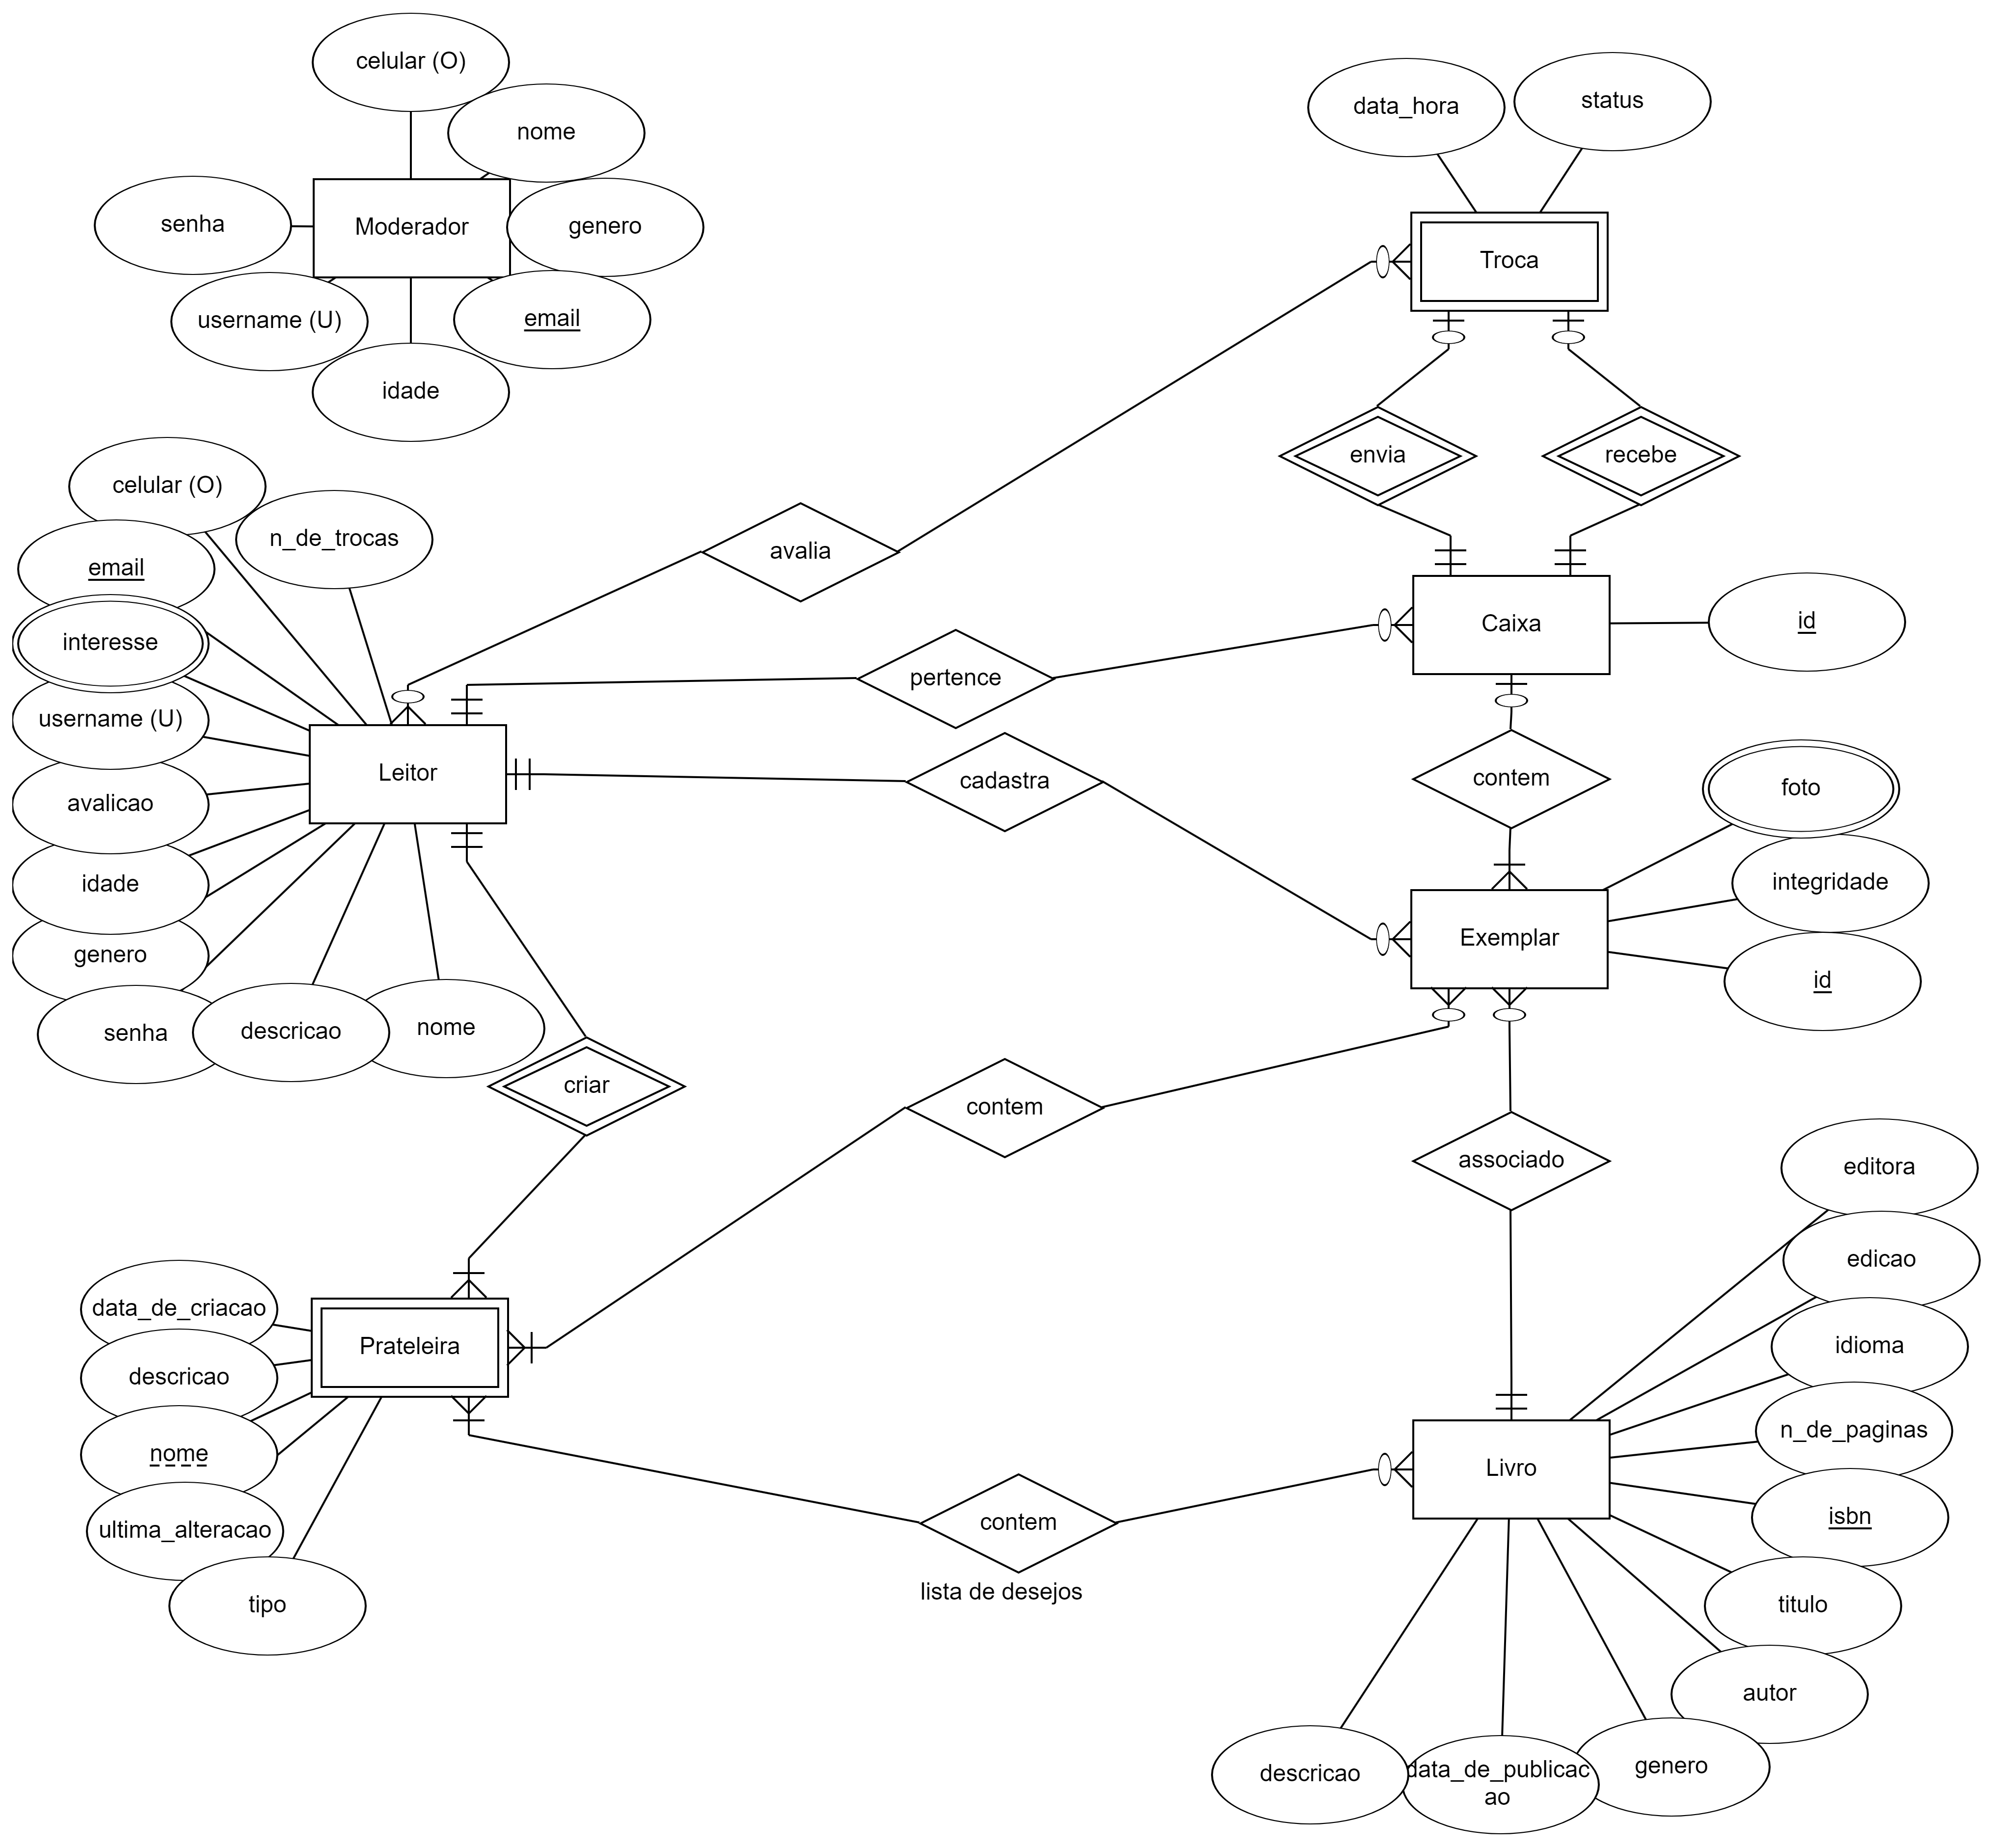 celular (O)
nome
senha
Moderador
genero
username (U)
email
idade
data_hora
status
Troca
envia
recebe
celular (O)
n_de_trocas
email
interesse
username (U)
avalicao
idade
genero
senha
descricao
nome
Leitor
avalia
pertence
cadastra
Caixa
id
contem
foto
integridade
id
Exemplar
criar
contem
associado
data_de_criacao
descricao
nome
ultima_alteracao
tipo
Prateleira
contem
lista de desejos
editora
edicao
idioma
n_de_paginas
isbn
titulo
autor
genero
data_de_publicac
ao
descricao
Livro